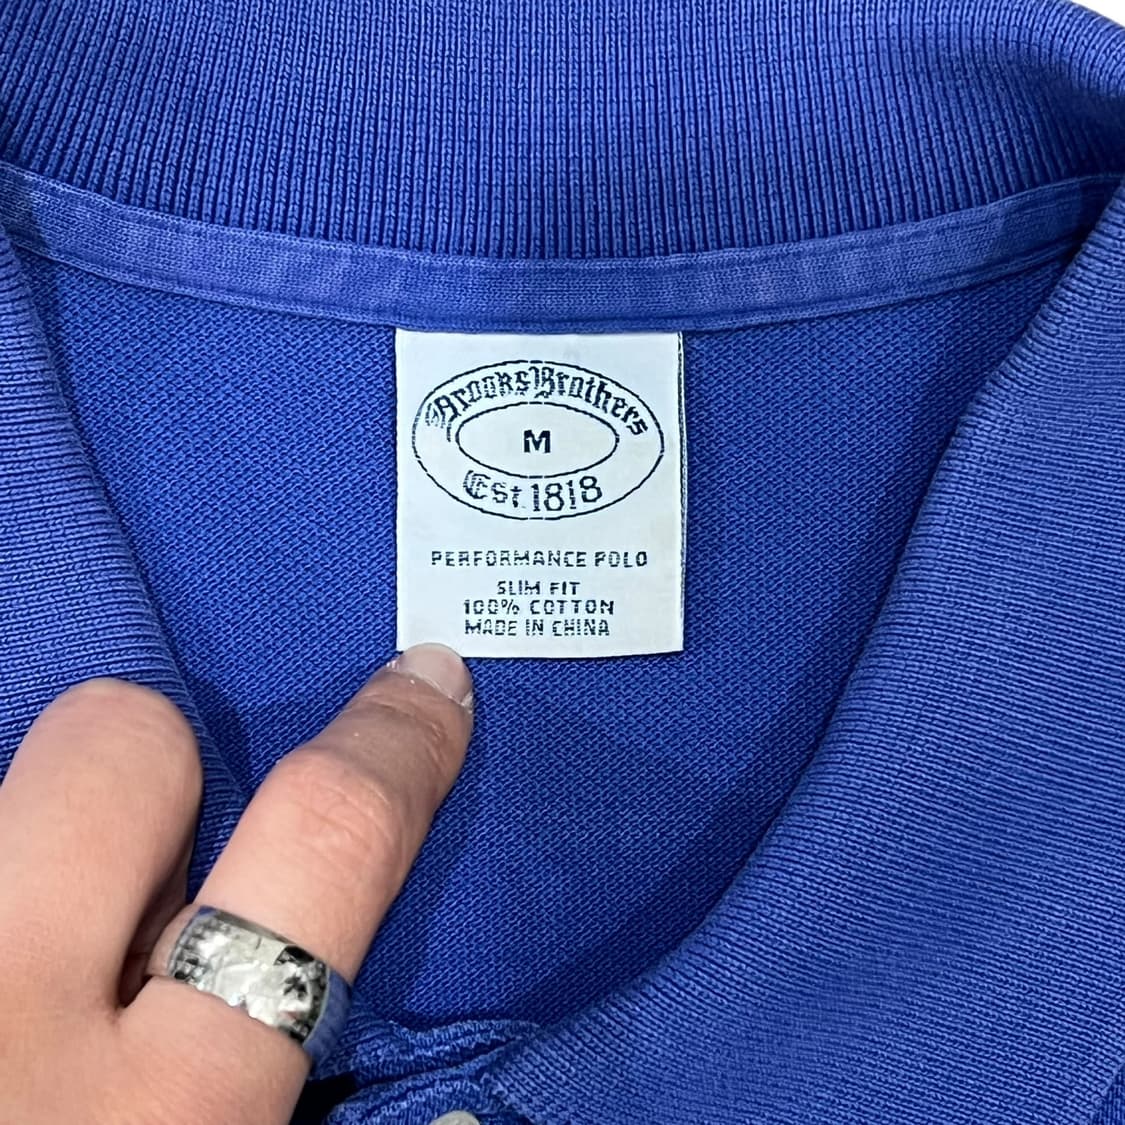 Brooks Brothers
M
Est. 1818
PERFORMANCE POLO
SLIM FIT
100% COTTON
MADE IN CHINA